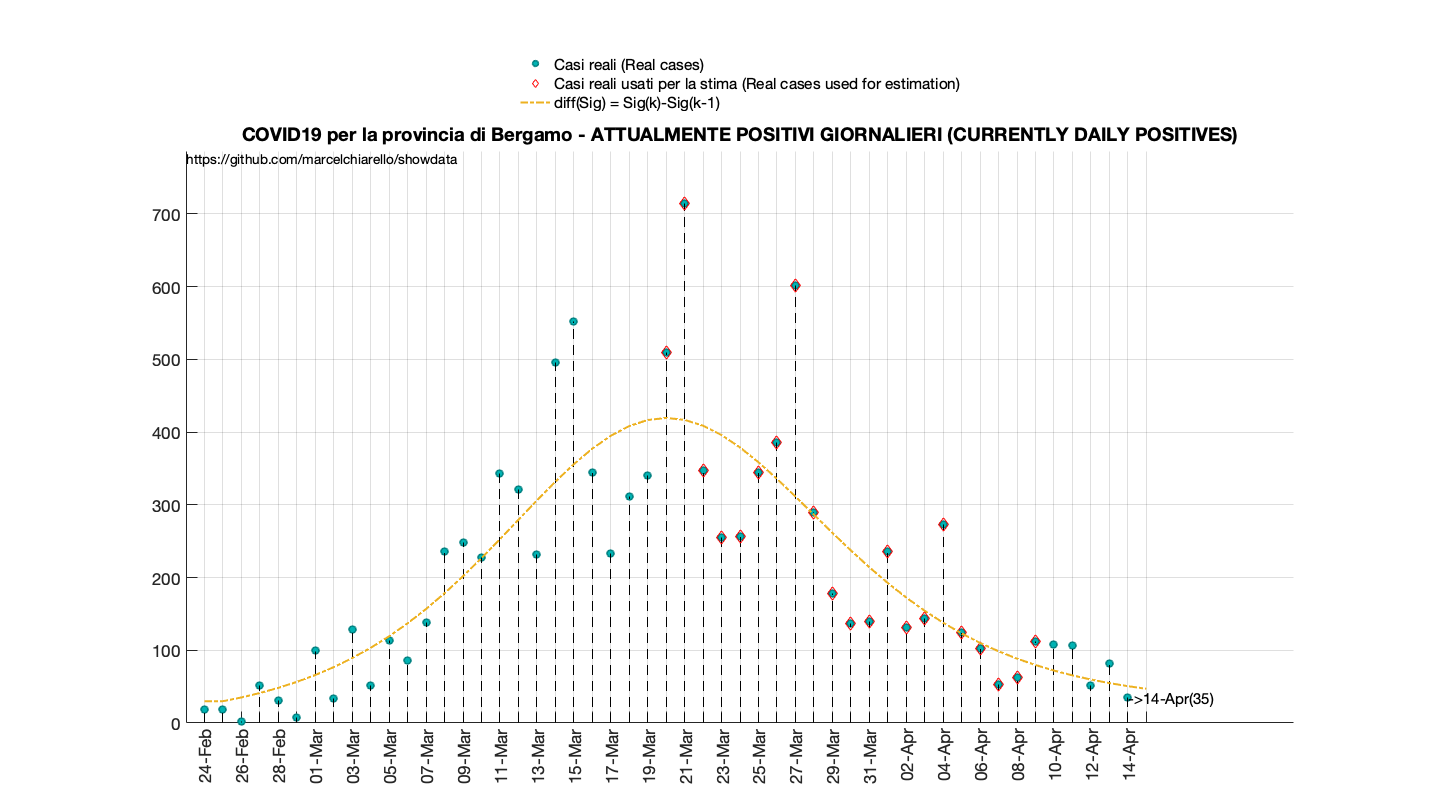 Casi reali (Real cases)
Casi reali usati per la stima (Real cases used for estimation)
diff(Sig) = Sig(k)-Sig(k-1)
COVID19 per la provincia di Bergamo - ATTUALMENTE POSITIVI GIORNALIERI (CURRENTLY DAILY POSITIVES)
https://github.com/marcelchiarello/showdata
700
600
500
400
300
200
100
0
->14-Apr(35)
24-Feb
26-Feb
28-Feb
01-Mar
03-Mar
05-Mar
07-Mar
09-Mar
11-Mar
13-Mar
15-Mar
17-Mar
19-Mar
21-Mar
23-Mar
25-Mar
27-Mar
29-Mar
31-Mar
02-Apr
04-Apr
06-Apr
08-Apr
10-Apr
12-Apr
14-Apr